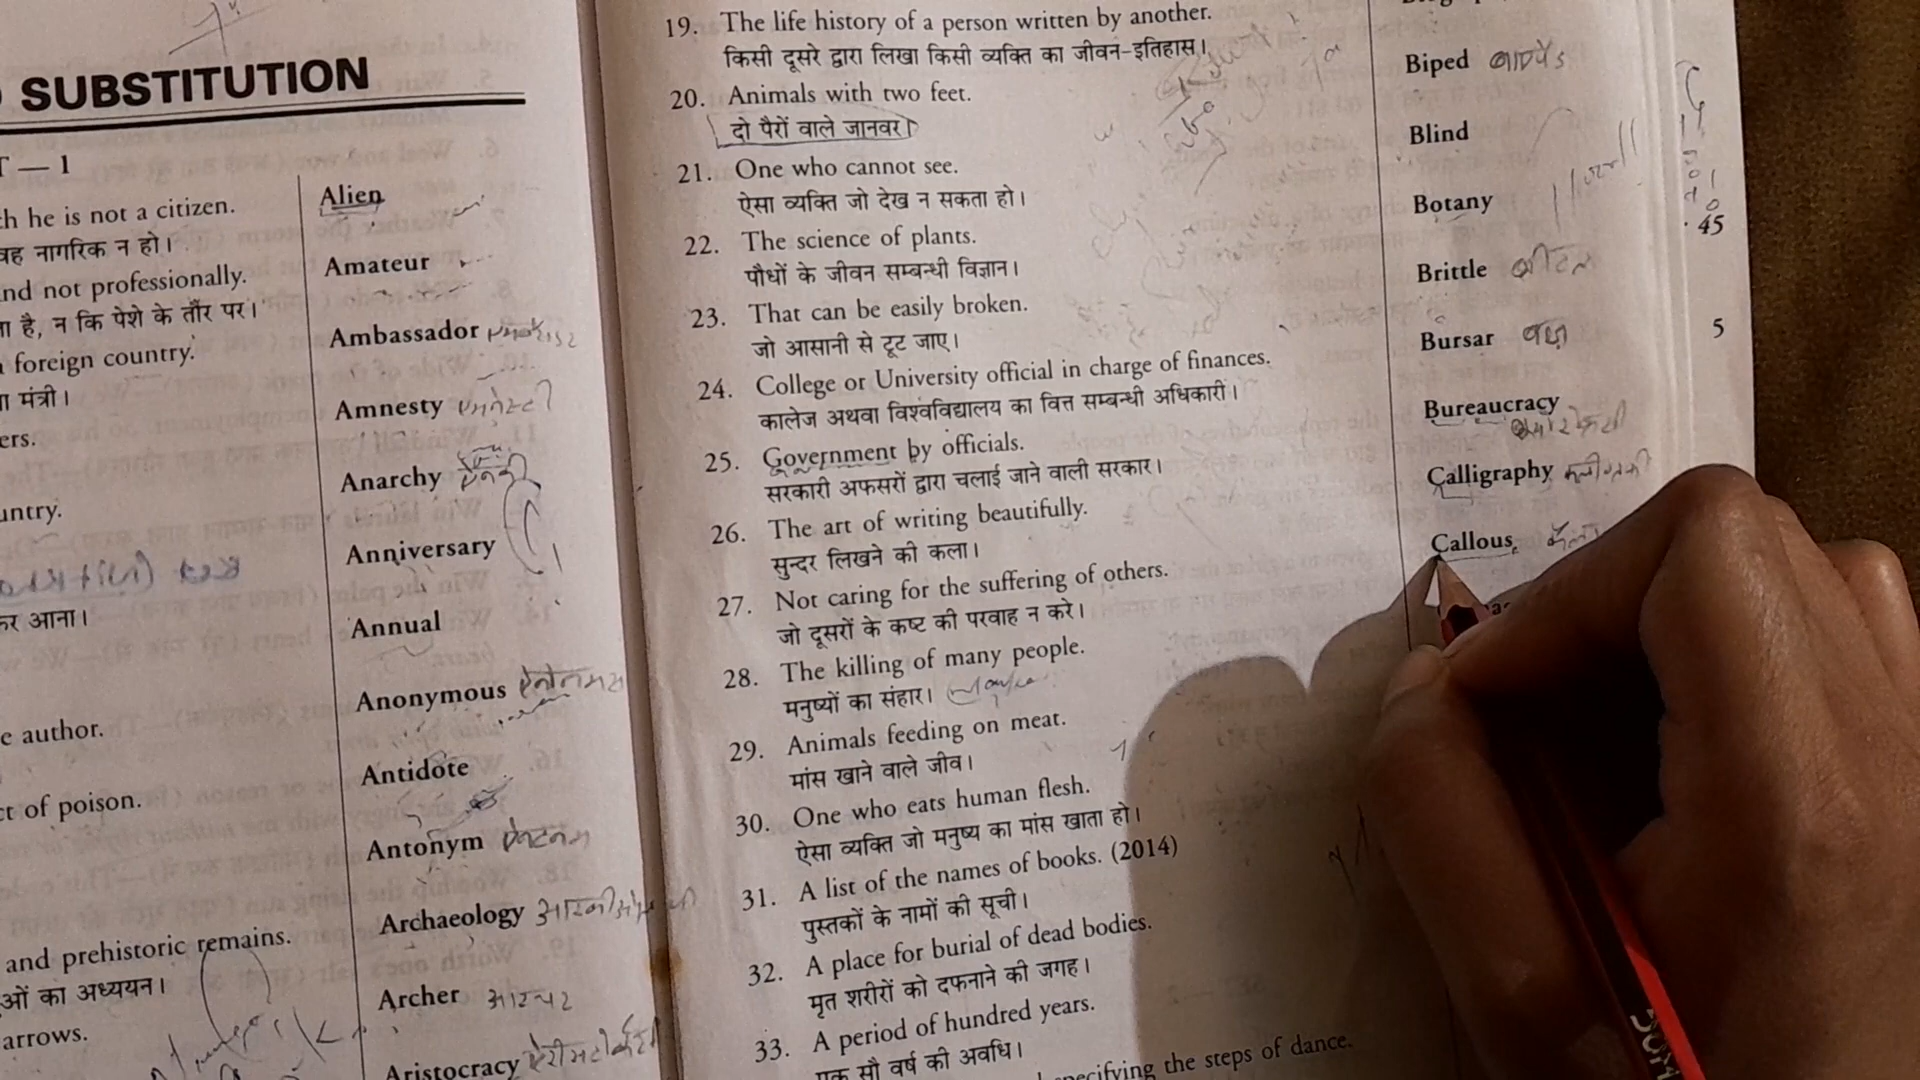 SUBSTITUTION
— 1
h he is not a citizen. Alien
वह नागरिक न हो।
and not professionally. Amateur
है, न कि पेशे के तौर पर।
foreign country. Ambassador
मंत्री।
ers. Amnesty
Anarchy
untry.
Anniversary
कर आना।
Annual
Anonymous
e author.
Antidote
ct of poison.
Antonym
Archaeology
and prehistoric remains.
ओं का अध्ययन।
Archer आरचर
arrows.
Aristocracy
19. The life history of a person written by another.
किसी दूसरे द्वारा लिखा किसी व्यक्ति का जीवन-इतिहास।
20. Animals with two feet. Biped
दो पैरों वाले जानवर।
21. One who cannot see. Blind
ऐसा व्यक्ति जो देख न सकता हो।
22. The science of plants. Botany
पौधों के जीवन सम्बन्धी विज्ञान।
23. That can be easily broken. Brittle
जो आसानी से टूट जाए।
24. College or University official in charge of finances. Bursar
कालेज अथवा विश्वविद्यालय का वित्त सम्बन्धी अधिकारी।
25. Government by officials. Bureaucracy
सरकारी अफसरों द्वारा चलाई जाने वाली सरकार।
26. The art of writing beautifully. Calligraphy
सुन्दर लिखने की कला।
27. Not caring for the suffering of others. Callous
जो दूसरों के कष्ट की परवाह न करे।
28. The killing of many people.
मनुष्यों का संहार।
29. Animals feeding on meat.
मांस खाने वाले जीव।
30. One who eats human flesh.
ऐसा व्यक्ति जो मनुष्य का मांस खाता हो।
31. A list of the names of books. (2014)
पुस्तकों के नामों की सूची।
32. A place for burial of dead bodies.
मृत शरीरों को दफनाने की जगह।
33. A period of hundred years.
एक सौ वर्ष की अवधि।
specifying the steps of dance.
45
5